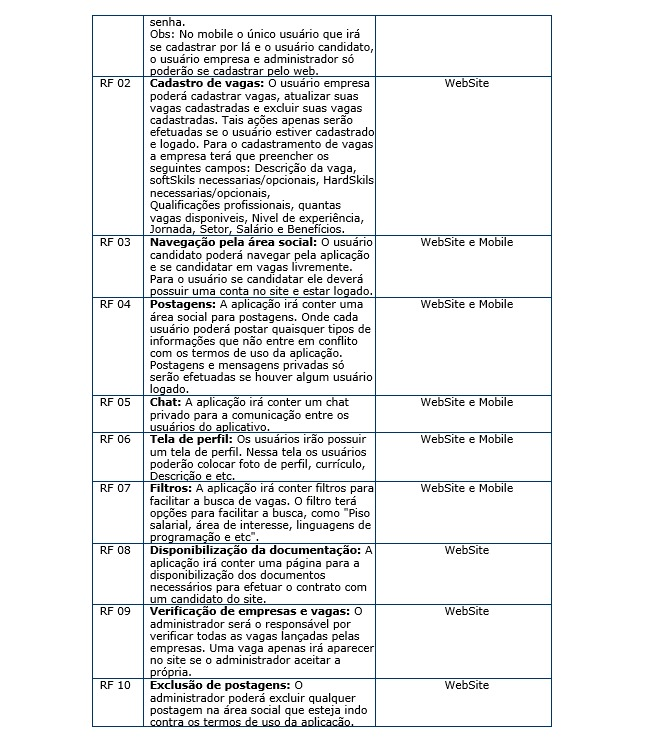 senha.
Obs: No mobile o único usuário que irá
se cadastrar por lá e o usuário candidato,
o usuário empresa e administrador só
poderão se cadastrar pelo web.
RF 02
Cadastro de vagas: O usuário empresa
poderá cadastrar vagas, atualizar suas
vagas cadastradas e excluir suas vagas
cadastradas. Tais ações apenas serão
efetuadas se o usuário estiver cadastrado
e logado. Para o cadastramento de vagas
a empresa terá que preencher os
seguintes campos: Descrição da vaga,
softSkils necessarias/opcionais, HardSkils
necessarias/opcionais,
Qualificações profissionais, quantas
vagas disponiveis, Nivel de experiência,
Jornada, Setor, Salário e Benefícios.
WebSite
RF 03
Navegação pela área social: O usuário
candidato poderá navegar pela aplicação
e se candidatar em vagas livremente.
Para o usuário se candidatar ele deverá
possuir uma conta no site e estar logado.
WebSite e Mobile
RF 04
Postagens: A aplicação irá conter uma
área social para postagens. Onde cada
usuário poderá postar quaisquer tipos de
informações que não entre em conflito
com os termos de uso da aplicação.
Postagens e mensagens privadas só
serão efetuadas se houver algum usuário
logado.
WebSite e Mobile
RF 05
Chat: A aplicação irá conter um chat
privado para a comunicação entre os
usuários do aplicativo.
WebSite e Mobile
RF 06
Tela de perfil: Os usuários irão possuir
um tela de perfil. Nessa tela os usuários
poderão colocar foto de perfil, currículo,
Descrição e etc.
WebSite e Mobile
RF 07
Filtros: A aplicação irá conter filtros para
facilitar a busca de vagas. O filtro terá
opções para facilitar a busca, como "Piso
salarial, área de interesse, linguagens de
programação e etc".
WebSite e Mobile
RF 08
Disponibilização da documentação: A
aplicação irá conter uma página para a
disponibilização dos documentos
necessários para efetuar o contrato com
um candidato do site.
WebSite
RF 09
Verificação de empresas e vagas: O
administrador será o responsável por
verificar todas as vagas lançadas pelas
empresas. Uma vaga apenas irá aparecer
no site se o administrador aceitar a
própria.
WebSite
RF 10
Exclusão de postagens: O
administrador poderá excluir qualquer
postagem na área social que esteja indo
contra os termos de uso da aplicação.
WebSite